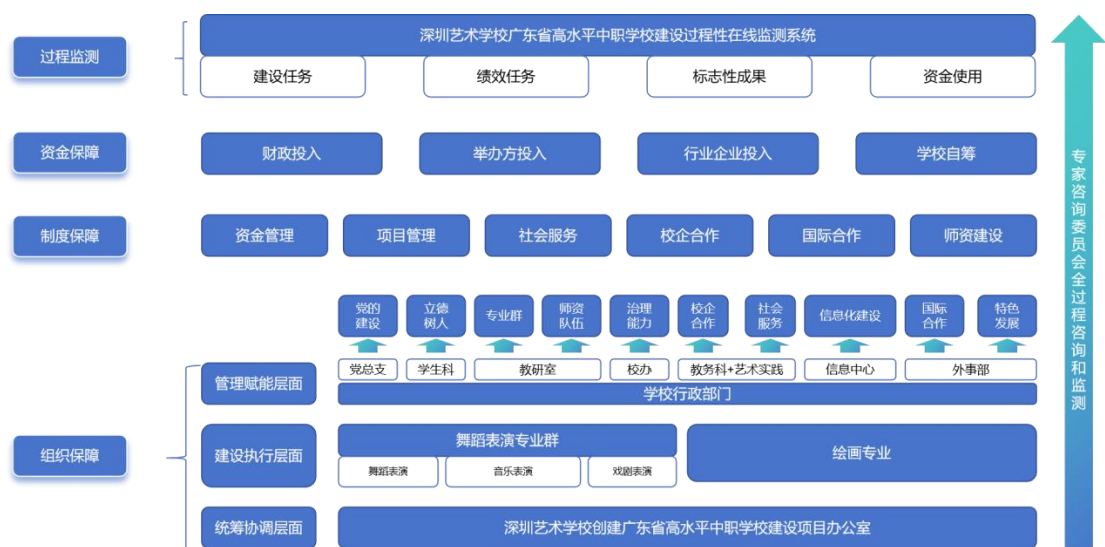 深圳艺术学校广东省高水平中职学校建设过程性在线监测系统
过程监测
建设任务
绩效任务
标志性成果
资金使用
资金保障
财政投入
举办方投入
行业企业投入
学校自筹
制度保障
资金管理
项目管理
社会服务
校企合作
国际合作
师资建设
党的
建设
立德
树人
专业群
师资
队伍
治理
能力
校企
合作
社会
服务
信息化建设
国际
合作
特色
发展
管理赋能层面
党总支
学生科
教研室
校办
教务科+艺术实践
信息中心
外事部
学校行政部门
组织保障
建设执行层面
舞蹈表演专业群
舞蹈表演
音乐表演
戏剧表演
绘画专业
统筹协调层面
深圳艺术学校创建广东省高水平中职学校建设项目办公室
专家咨询委员会全过程咨询和监测